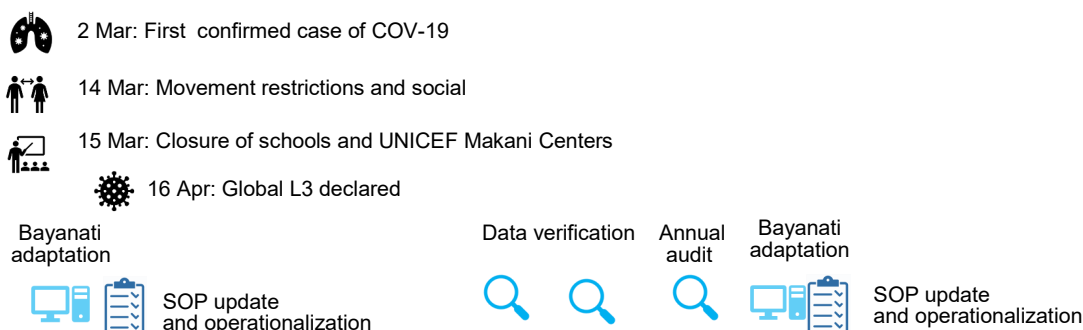 2 Mar: First confirmed case of COV-19
14 Mar: Movement restrictions and social
15 Mar: Closure of schools and UNICEF Makani Centers
16 Apr: Global L3 declared
Bayanati
adaptation
SOP update
and operationalization
Data verification
Annual
audit
Bayanati
adaptation
SOP update
and operationalization